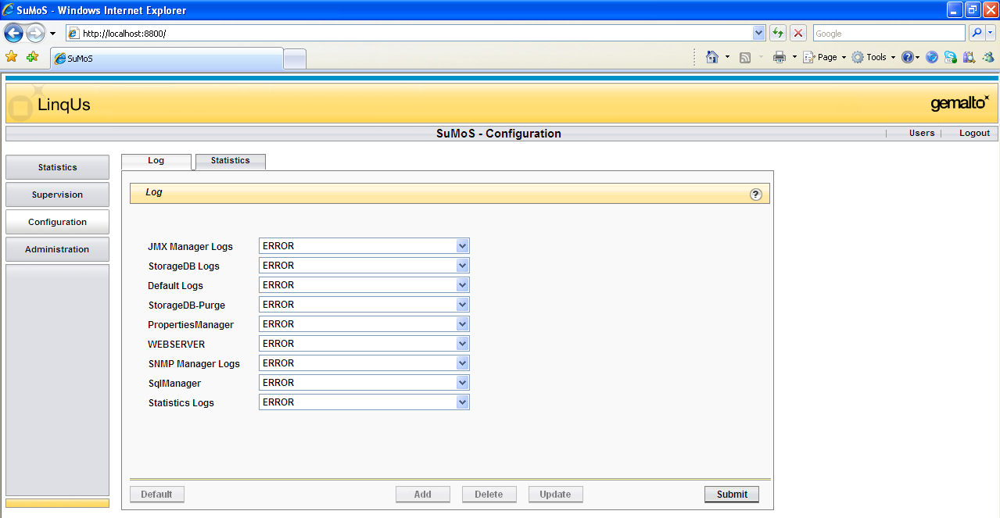 SuMoS - Windows Internet Explorer
http://localhost:8800/
Google
SuMoS
Page
Tools
LinqUs
gemalto
SuMoS - Configuration
Users
Logout
Statistics
Supervision
Configuration
Administration
Log
Statistics
Log
?
JMX Manager Logs ERROR
StorageDB Logs ERROR
Default Logs ERROR
StorageDB-Purge ERROR
PropertiesManager ERROR
WEBSERVER ERROR
SNMP Manager Logs ERROR
SqlManager ERROR
Statistics Logs ERROR
Default
Add
Delete
Update
Submit